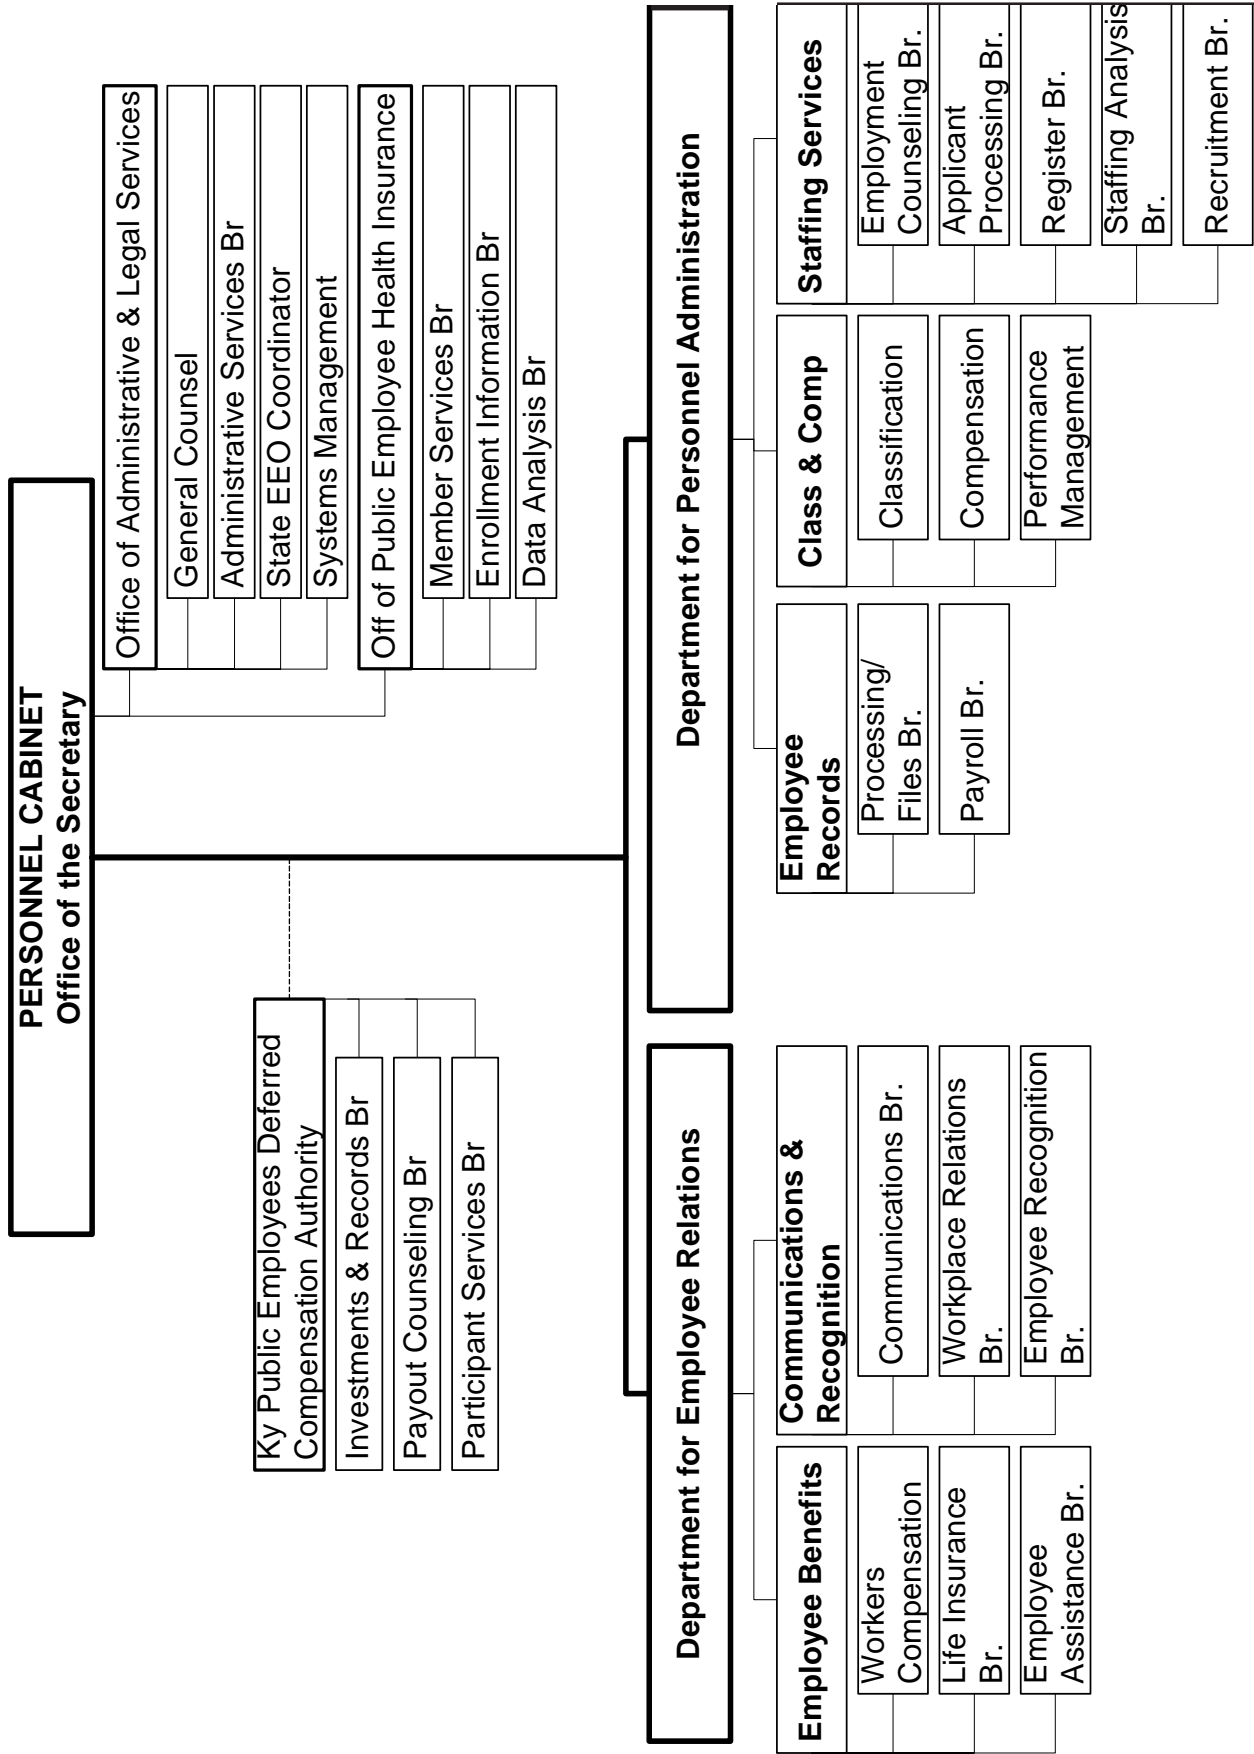 PERSONNEL CABINET
Office of the Secretary
Office of Administrative & Legal Services
General Counsel
Administrative Services Br
State EEO Coordinator
Systems Management
Off of Public Employee Health Insurance
Member Services Br
Enrollment Information Br
Data Analysis Br
Ky Public Employees Deferred
Compensation Authority
Investments & Records Br
Payout Counseling Br
Participant Services Br
Department for Employee Relations
Employee Benefits
Workers
Compensation
Life Insurance
Br.
Employee
Assistance Br.
Communications &
Recognition
Communications Br.
Workplace Relations
Br.
Employee Recognition
Br.
Department for Personnel Administration
Employee
Records
Processing/
Files Br.
Payroll Br.
Class & Comp
Classification
Compensation
Performance
Management
Staffing Services
Employment
Counseling Br.
Applicant
Processing Br.
Register Br.
Staffing Analysis
Br.
Recruitment Br.